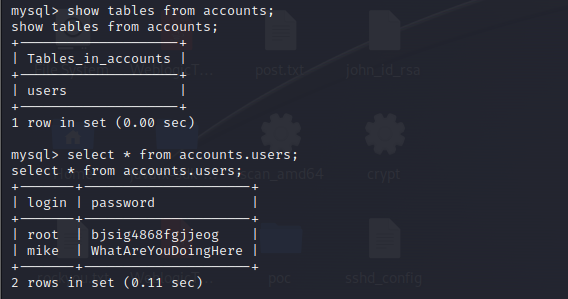 mysql> show tables from accounts;
show tables from accounts;
+--------------------+
| Tables_in_accounts |
+--------------------+
| users              |
+--------------------+
1 row in set (0.00 sec)
mysql> select * from accounts.users;
select * from accounts.users;
+-------+---------------------+
| login | password            |
+-------+---------------------+
| root  | bjsig4868fgjjeog    |
| mike  | WhatAreYouDoingHere |
+-------+---------------------+
2 rows in set (0.11 sec)
post.txt
john_id_rsa
scan_amd64
crypt
poc
sshd_config